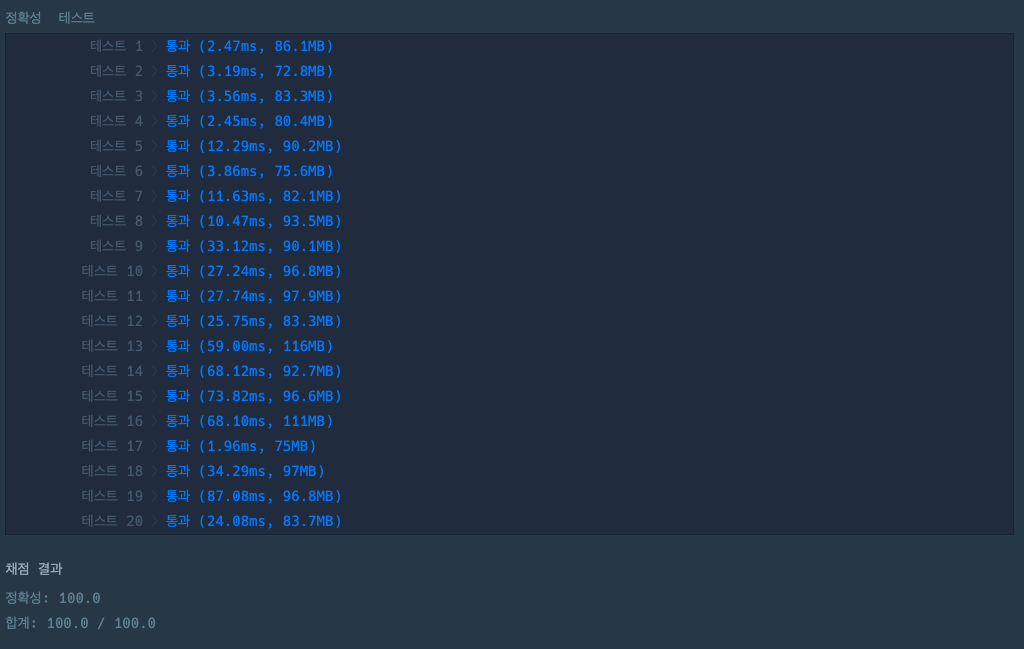 정확성 테스트
테스트 1 〉 통과 (2.47ms, 86.1MB)
테스트 2 〉 통과 (3.19ms, 72.8MB)
테스트 3 〉 통과 (3.56ms, 83.3MB)
테스트 4 〉 통과 (2.45ms, 80.4MB)
테스트 5 〉 통과 (12.29ms, 90.2MB)
테스트 6 〉 통과 (3.86ms, 75.6MB)
테스트 7 〉 통과 (11.63ms, 82.1MB)
테스트 8 〉 통과 (10.47ms, 93.5MB)
테스트 9 〉 통과 (33.12ms, 90.1MB)
테스트 10 〉 통과 (27.24ms, 96.8MB)
테스트 11 〉 통과 (27.74ms, 97.9MB)
테스트 12 〉 통과 (25.75ms, 83.3MB)
테스트 13 〉 통과 (59.00ms, 116MB)
테스트 14 〉 통과 (68.12ms, 92.7MB)
테스트 15 〉 통과 (73.82ms, 96.6MB)
테스트 16 〉 통과 (68.10ms, 111MB)
테스트 17 〉 통과 (1.96ms, 75MB)
테스트 18 〉 통과 (34.29ms, 97MB)
테스트 19 〉 통과 (87.08ms, 96.8MB)
테스트 20 〉 통과 (24.08ms, 83.7MB)
채점 결과
정확성: 100.0
합계: 100.0 / 100.0